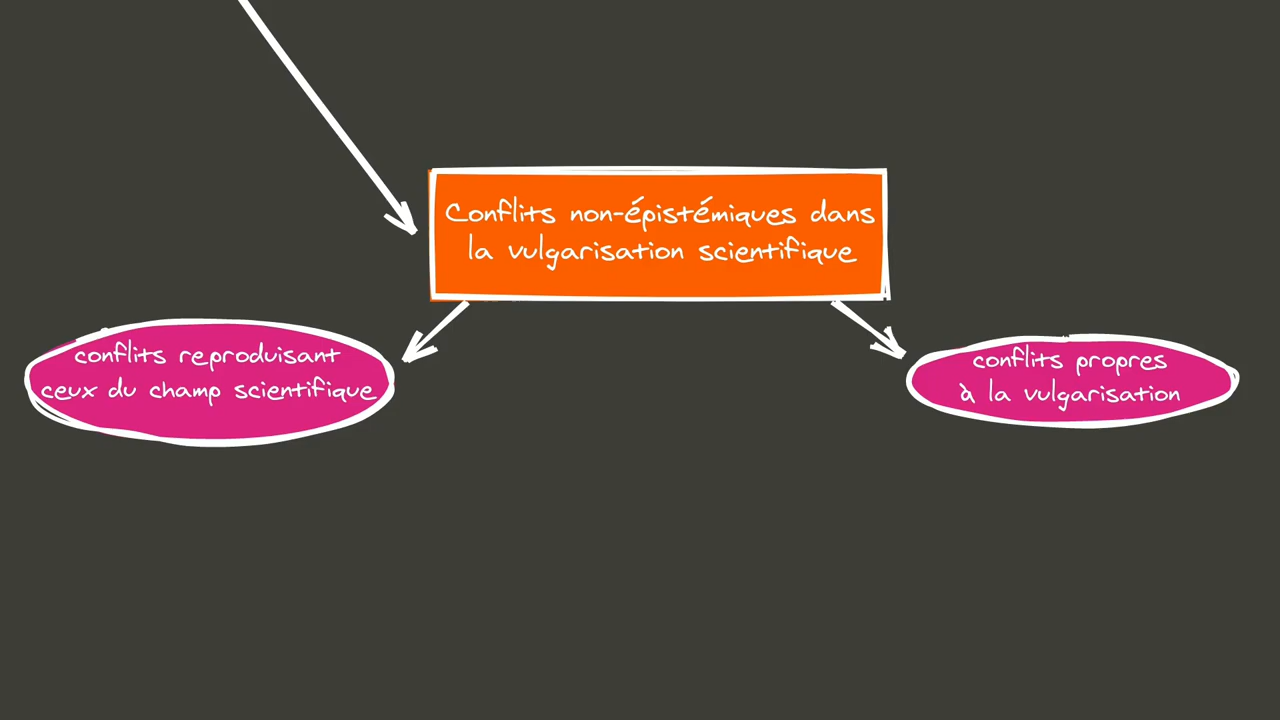 Conflits non-épistémiques dans
la vulgarisation scientifique
conflits reproduisant
ceux du champ scientifique
conflits propres
à la vulgarisation